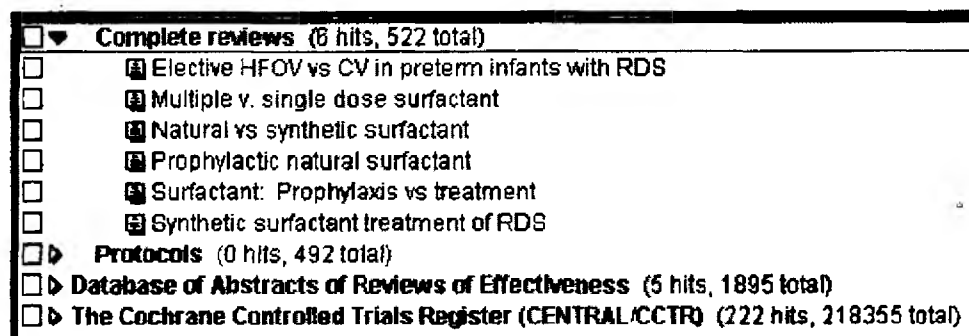 Complete reviews (6 hits, 522 total)
Elective HFOV vs CV in preterm infants with RDS
Multiple v. single dose surfactant
Natural vs synthetic surfactant
Prophylactic natural surfactant
Surfactant: Prophylaxis vs treatment
Synthetic surfactant treatment of RDS
Protocols (0 hits, 492 total)
Database of Abstracts of Reviews of Effectiveness (5 hits, 1895 total)
The Cochrane Controlled Trials Register (CENTRAL/CCTR) (222 hits, 218355 total)